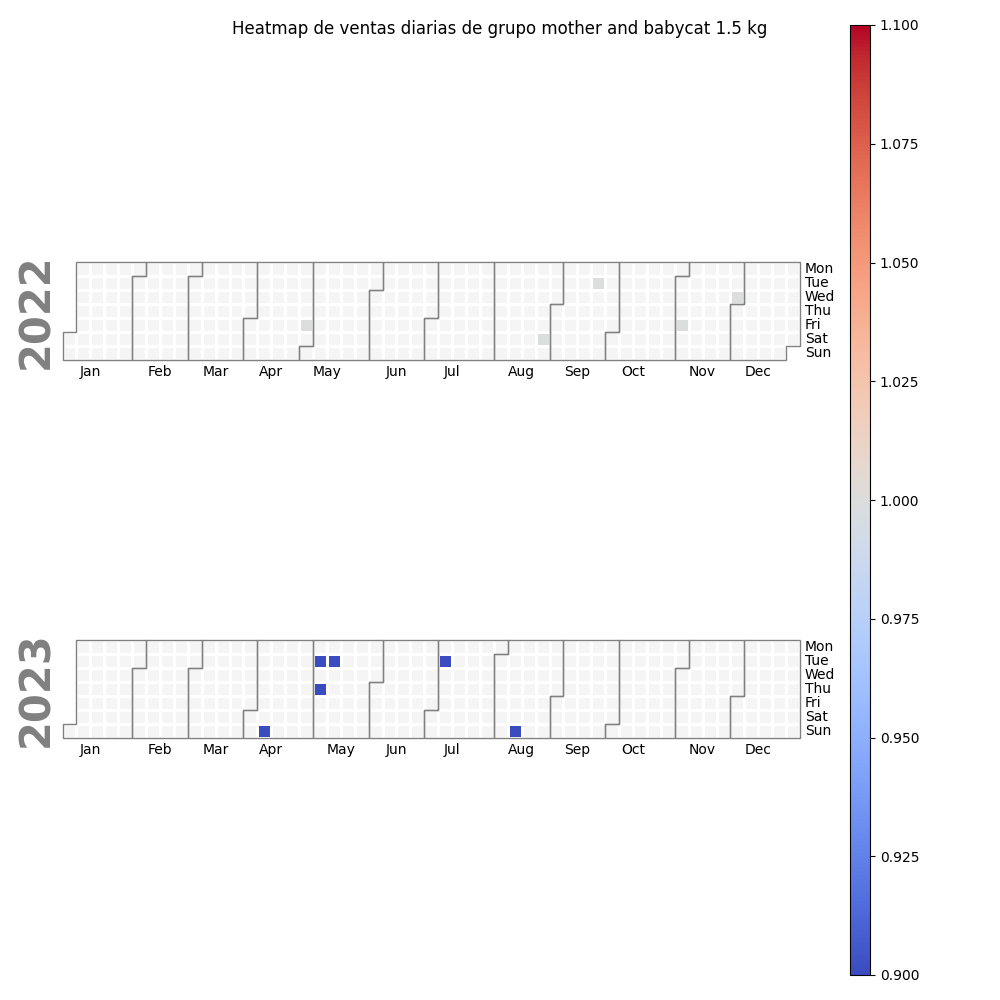 Heatmap de ventas diarias de grupo mother and babycat 1.5 kg
1.100
1.075
1.050
1.025
1.000
0.975
0.950
0.925
0.900
2022
Mon
Tue
Wed
Thu
Fri
Sat
Sun
Jan Feb Mar Apr May Jun Jul Aug Sep Oct Nov Dec
2023
Mon
Tue
Wed
Thu
Fri
Sat
Sun
Jan Feb Mar Apr May Jun Jul Aug Sep Oct Nov Dec